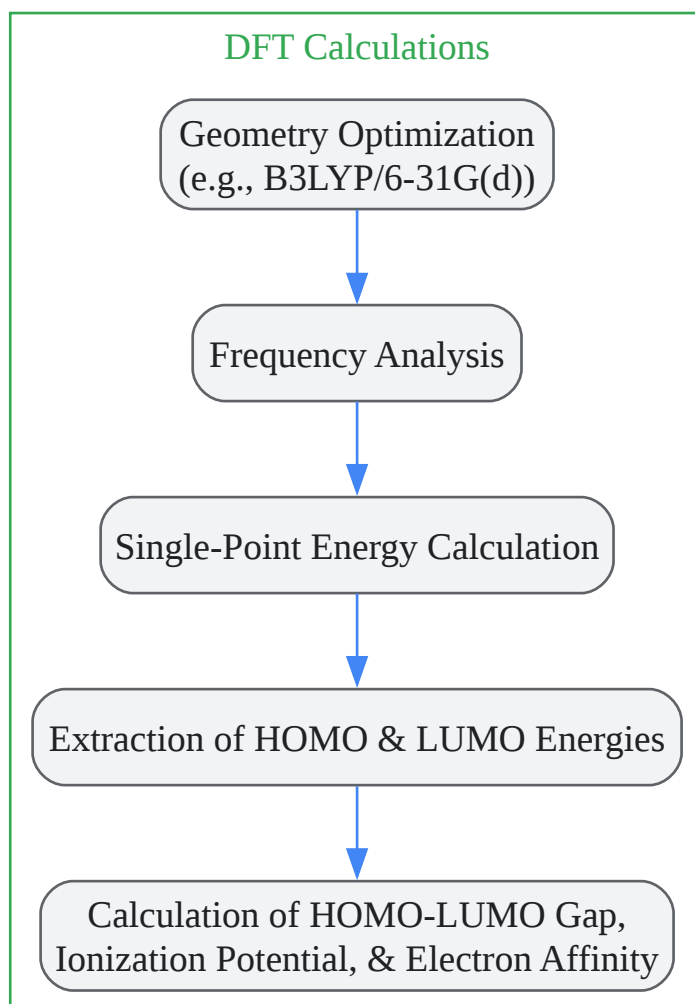 DFT Calculations
Geometry Optimization
(e.g., B3LYP/6-31G(d))
Frequency Analysis
Single-Point Energy Calculation
Extraction of HOMO & LUMO Energies
Calculation of HOMO-LUMO Gap,
Ionization Potential, & Electron Affinity